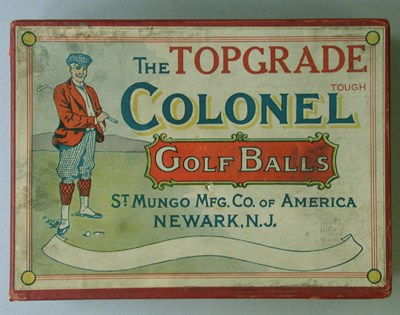 THE TOPGRADE
TOUGH
COLONEL
GOLF BALLS
ST MUNGO MFG. CO. OF AMERICA
NEWARK, N.J.